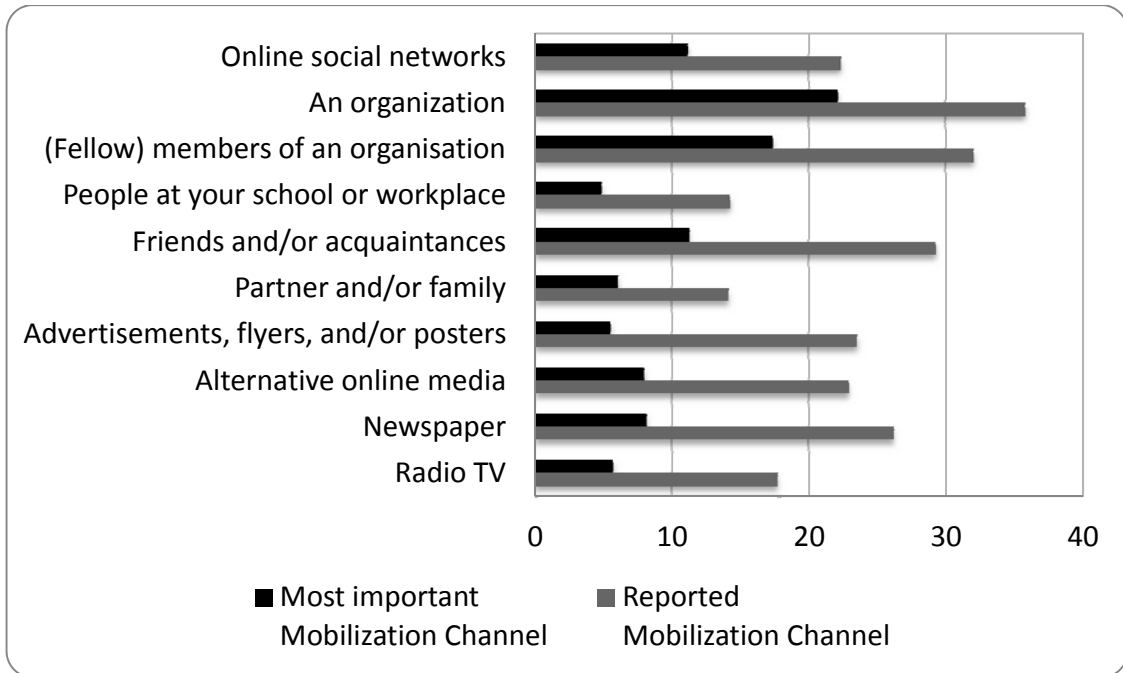 Online social networks
An organization
(Fellow) members of an organisation
People at your school or workplace
Friends and/or acquaintances
Partner and/or family
Advertisements, flyers, and/or posters
Alternative online media
Newspaper
Radio TV
0 10 20 30 40
Most important
Mobilization Channel
Reported
Mobilization Channel